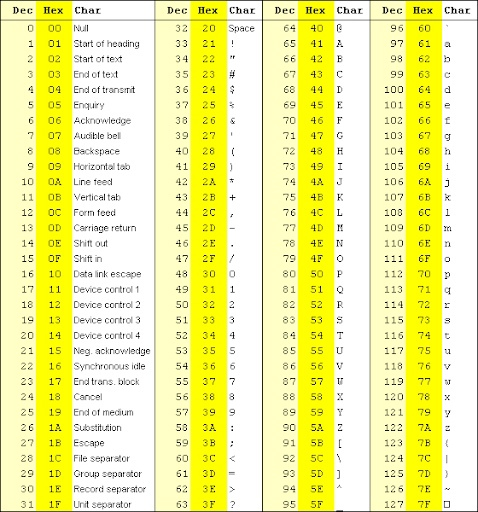 Dec Hex Char Dec Hex Char Dec Hex Char Dec Hex Char
0 00 Null 32 20 Space 64 40 @ 96 60 `
1 01 Start of heading 33 21 ! 65 41 A 97 61 a
2 02 Start of text 34 22 " 66 42 B 98 62 b
3 03 End of text 35 23 # 67 43 C 99 63 c
4 04 End of transmit 36 24 $ 68 44 D 100 64 d
5 05 Enquiry 37 25 % 69 45 E 101 65 e
6 06 Acknowledge 38 26 & 70 46 F 102 66 f
7 07 Audible bell 39 27 ' 71 47 G 103 67 g
8 08 Backspace 40 28 ( 72 48 H 104 68 h
9 09 Horizontal tab 41 29 ) 73 49 I 105 69 i
10 0A Line feed 42 2A * 74 4A J 106 6A j
11 0B Vertical tab 43 2B + 75 4B K 107 6B k
12 0C Form feed 44 2C , 76 4C L 108 6C l
13 0D Carriage return 45 2D - 77 4D M 109 6D m
14 0E Shift out 46 2E . 78 4E N 110 6E n
15 0F Shift in 47 2F / 79 4F O 111 6F o
16 10 Data link escape 48 30 0 80 50 P 112 70 p
17 11 Device control 1 49 31 1 81 51 Q 113 71 q
18 12 Device control 2 50 32 2 82 52 R 114 72 r
19 13 Device control 3 51 33 3 83 53 S 115 73 s
20 14 Device control 4 52 34 4 84 54 T 116 74 t
21 15 Neg. acknowledge 53 35 5 85 55 U 117 75 u
22 16 Synchronous idle 54 36 6 86 56 V 118 76 v
23 17 End trans. block 55 37 7 87 57 W 119 77 w
24 18 Cancel 56 38 8 88 58 X 120 78 x
25 19 End of medium 57 39 9 89 59 Y 121 79 y
26 1A Substitution 58 3A : 90 5A Z 122 7A z
27 1B Escape 59 3B ; 91 5B [ 123 7B {
28 1C File separator 60 3C < 92 5C \ 124 7C |
29 1D Group separator 61 3D = 93 5D ] 125 7D }
30 1E Record separator 62 3E > 94 5E ^ 126 7E ~
31 1F Unit separator 63 3F ? 95 5F _ 127 7F □